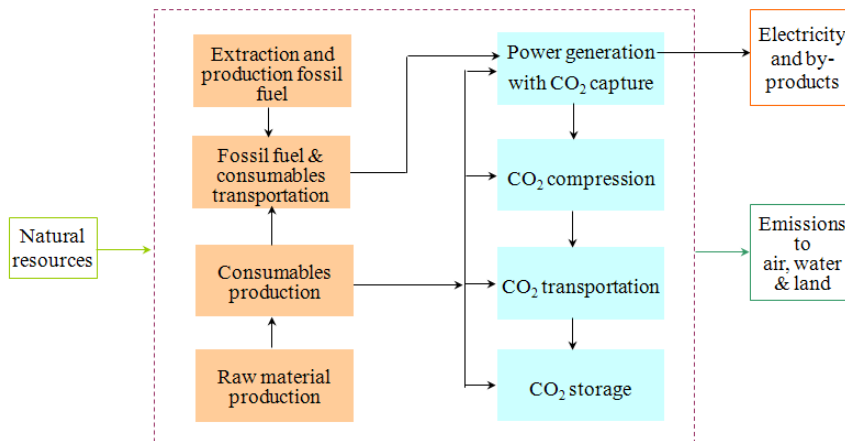 Extraction and
production fossil
fuel
Fossil fuel &
consumables
transportation
Consumables
production
Raw material
production
Natural
resources
Power generation
with CO₂ capture
CO₂ compression
CO₂ transportation
CO₂ storage
Electricity
and by-
products
Emissions
to
air, water
& land